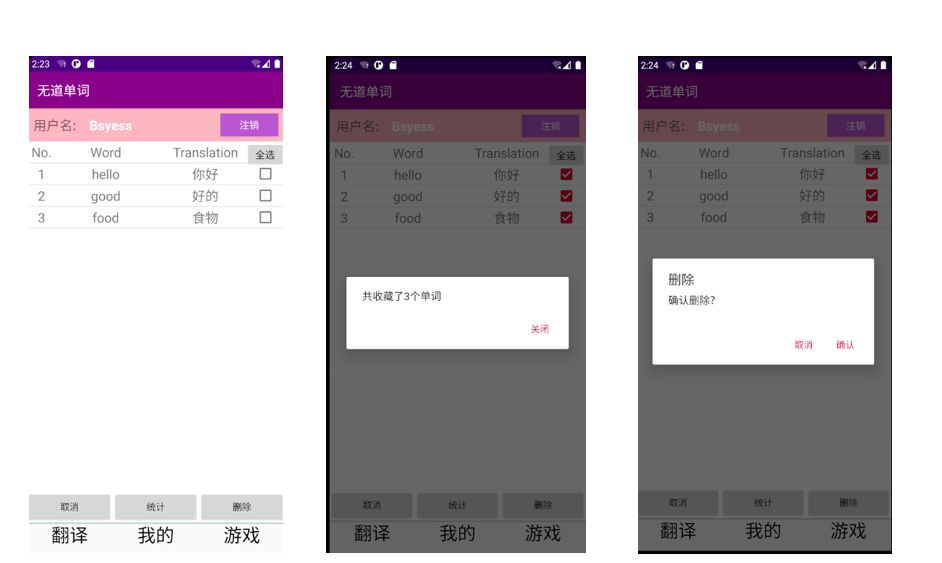 2:23
无道单词
用户名: Bsyess 注销
No. Word Translation 全选
1 hello 你好
2 good 好的
3 food 食物
取消 统计 删除
翻译 我的 游戏
2:24
无道单词
用户名: Bsyess 注销
No. Word Translation 全选
1 hello 你好
2 good 好的
3 food 食物
共收藏了3个单词
关闭
取消 统计 删除
翻译 我的 游戏
2:24
无道单词
用户名: Bsyess 注销
No. Word Translation 全选
1 hello 你好
2 good 好的
3 food 食物
删除
确认删除?
取消 确认
取消 统计 删除
翻译 我的 游戏